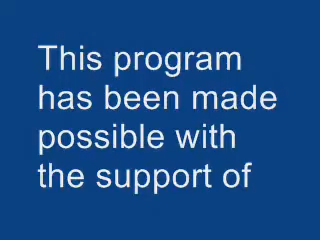 This program
has been made
possible with
the support of